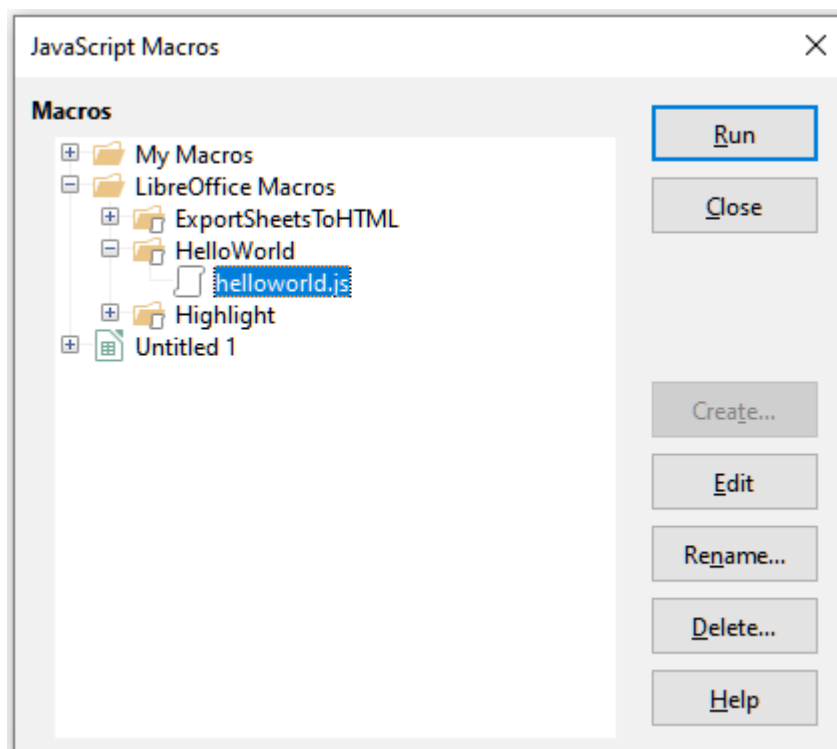 JavaScript Macros
Macros
My Macros
LibreOffice Macros
ExportSheetsToHTML
HelloWorld
helloworld.js
Highlight
Untitled 1
Run
Close
Create...
Edit
Rename...
Delete...
Help